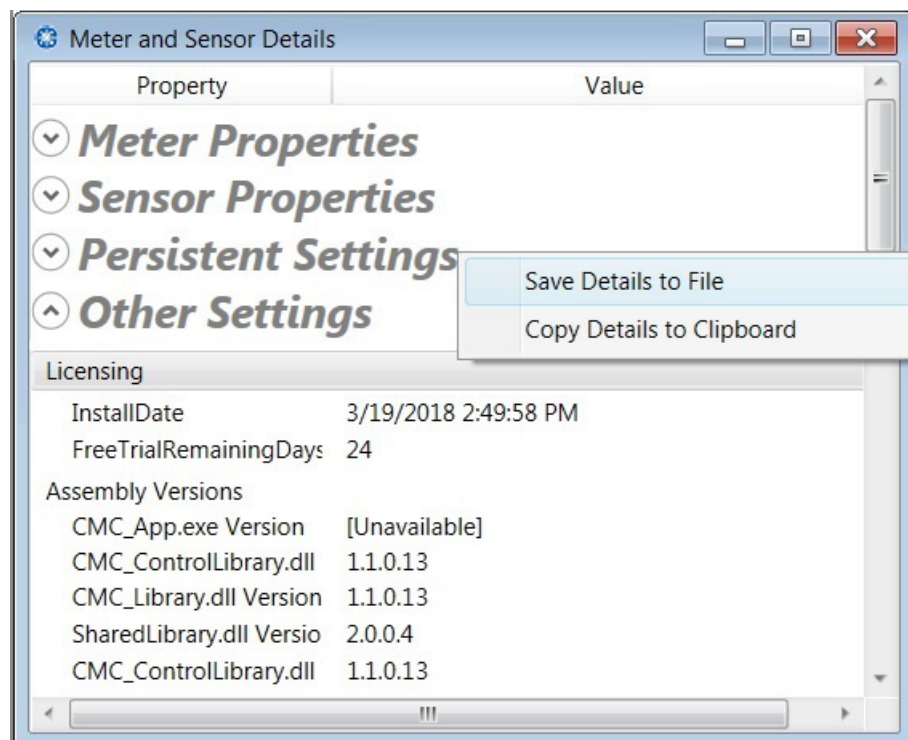 Meter and Sensor Details
Property Value
Meter Properties
Sensor Properties
Persistent Settings
Save Details to File
Other Settings
Copy Details to Clipboard
Licensing
InstallDate 3/19/2018 2:49:58 PM
FreeTrialRemainingDays 24
Assembly Versions
CMC_App.exe Version [Unavailable]
CMC_ControlLibrary.dll 1.1.0.13
CMC_Library.dll Version 1.1.0.13
SharedLibrary.dll Versio 2.0.0.4
CMC_ControlLibrary.dll 1.1.0.13